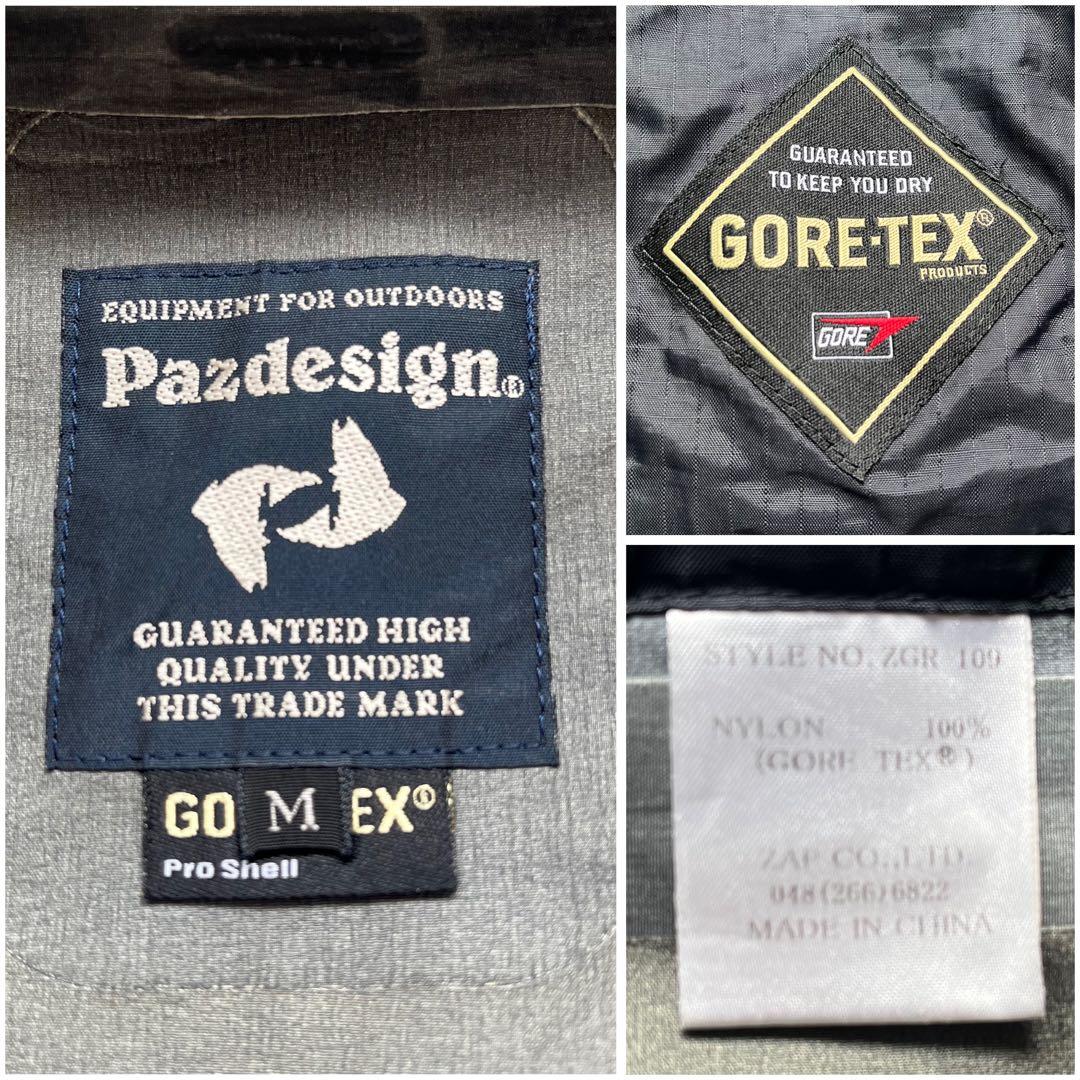 EQUIPMENT FOR OUTDOORS
Pazdesign®
GUARANTEED HIGH
QUALITY UNDER
THIS TRADE MARK
GO M EX®
Pro Shell
GUARANTEED
TO KEEP YOU DRY
GORE-TEX®
PRODUCTS
GORE
STYLE NO. ZGR 109
NYLON 100%
(GORE TEX®)
ZAP CO.,LTD
048(266)6822
MADE IN CHINA